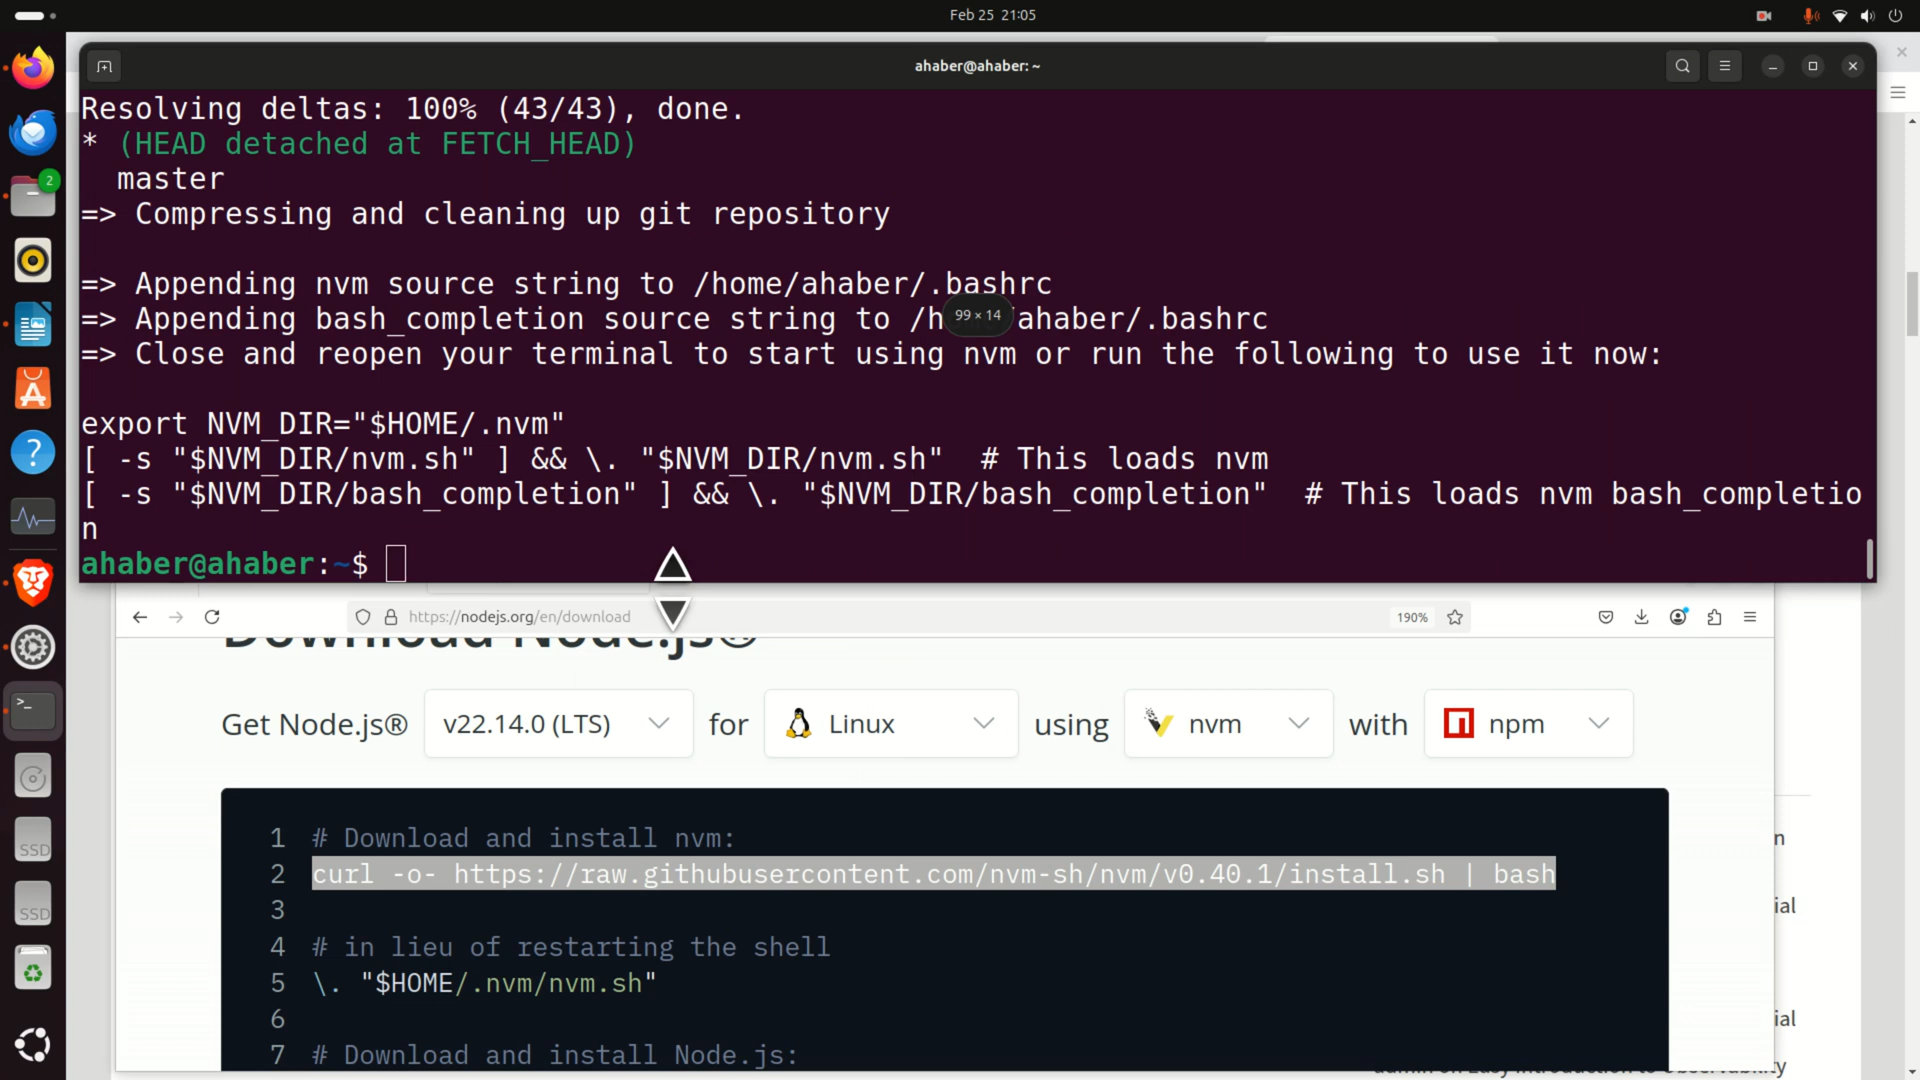 Feb 25 21:05
ahaber@ahaber: ~
Resolving deltas: 100% (43/43), done.
* (HEAD detached at FETCH_HEAD)
master
=> Compressing and cleaning up git repository
=> Appending nvm source string to /home/ahaber/.bashrc
=> Appending bash_completion source string to /h ahaber/.bashrc
99 × 14
=> Close and reopen your terminal to start using nvm or run the following to use it now:
export NVM_DIR="$HOME/.nvm"
[ -s "$NVM_DIR/nvm.sh" ] && \. "$NVM_DIR/nvm.sh"  # This loads nvm
[ -s "$NVM_DIR/bash_completion" ] && \. "$NVM_DIR/bash_completion"  # This loads nvm bash_completio
n
ahaber@ahaber:~$
https://nodejs.org/en/download
190%
Download Node.js®
Get Node.js® v22.14.0 (LTS) for Linux using nvm with npm
1 # Download and install nvm:
2 curl -o- https://raw.githubusercontent.com/nvm-sh/nvm/v0.40.1/install.sh | bash
3
4 # in lieu of restarting the shell
5 \. "$HOME/.nvm/nvm.sh"
6
7 # Download and install Node.js:
2
SSD
SSD
n
ial
ial